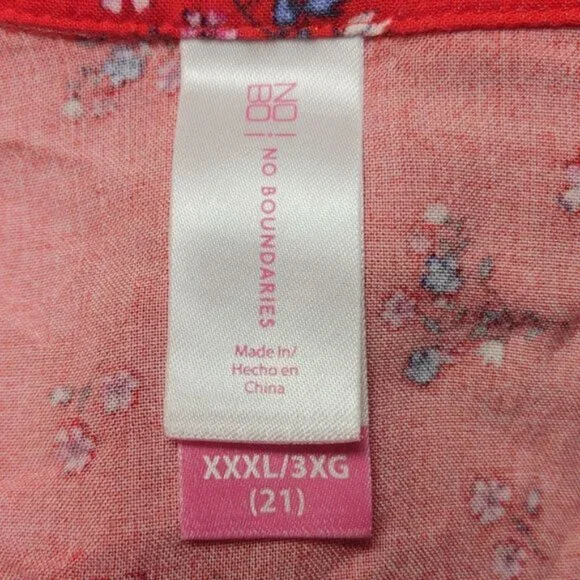 NO
BO
NO BOUNDARIES
Made In/
Hecho en
China
XXXL/3XG
(21)